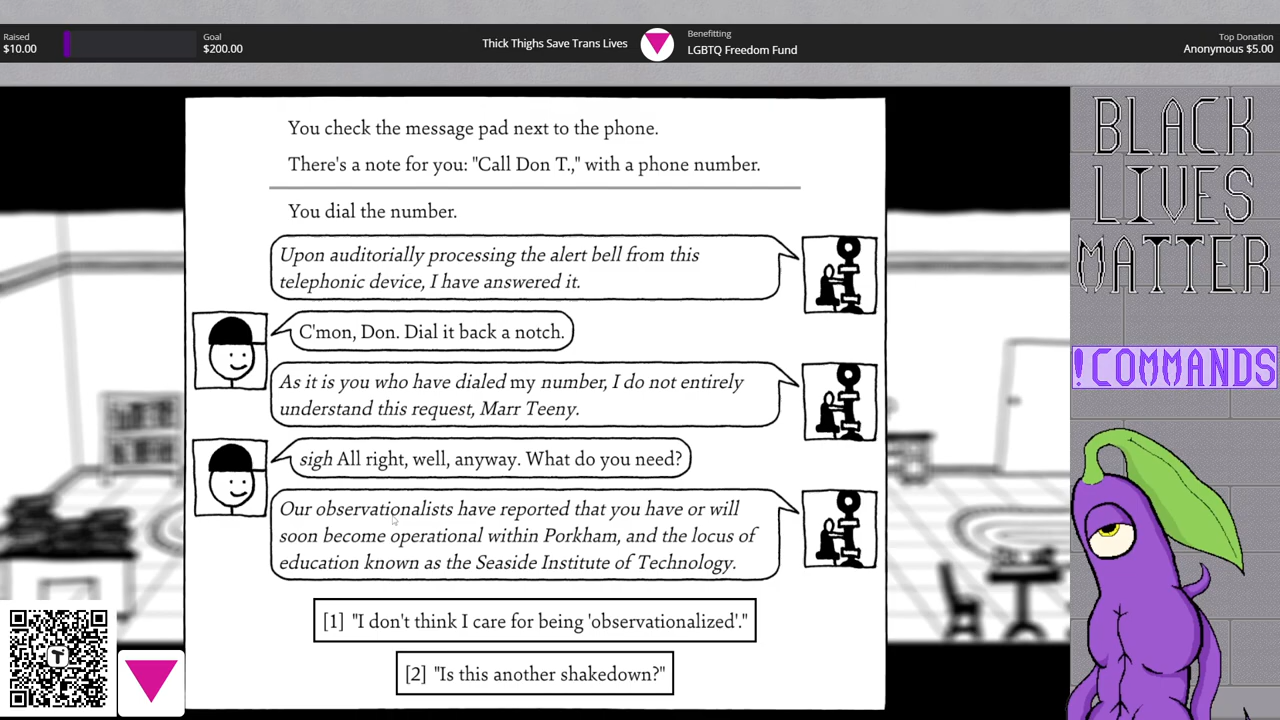 Raised
$10.00
Goal
$200.00
Thick Thighs Save Trans Lives
Benefitting
LGBTQ Freedom Fund
Top Donation
Anonymous $5.00
You check the message pad next to the phone.
There's a note for you: "Call Don T.," with a phone number.
You dial the number.
Upon auditorially processing the alert bell from this
telephonic device, I have answered it.
C'mon, Don. Dial it back a notch.
As it is you who have dialed my number, I do not entirely
understand this request, Marr Teeny.
sigh All right, well, anyway. What do you need?
Our observationalists have reported that you have or will
soon become operational within Porkham, and the locus of
education known as the Seaside Institute of Technology.
[1] "I don't think I care for being 'observationalized'."
[2] "Is this another shakedown?"
BLACK
LIVES
MATTER
!COMMANDS
T